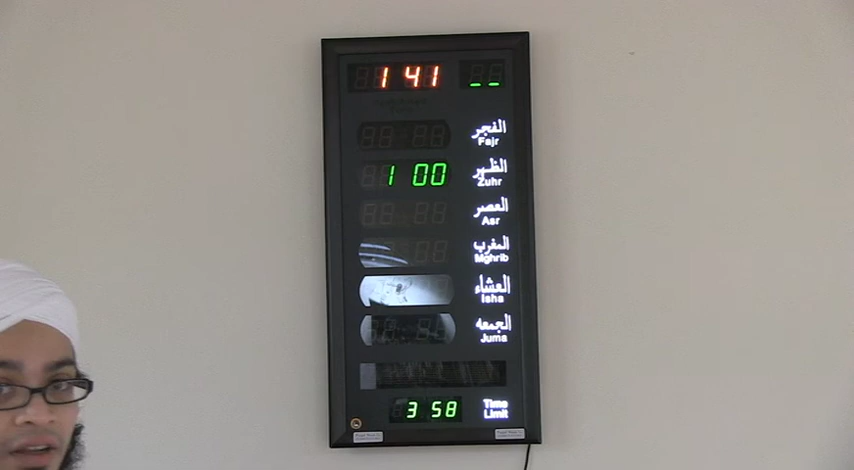 1 41 _ _
الفجر
Fajr
1 00
الظهر
Zuhr
العصر
Asr
المغرب
Mghrib
العشاء
Isha
الجمعه
Juma
3 58
Time
Limit